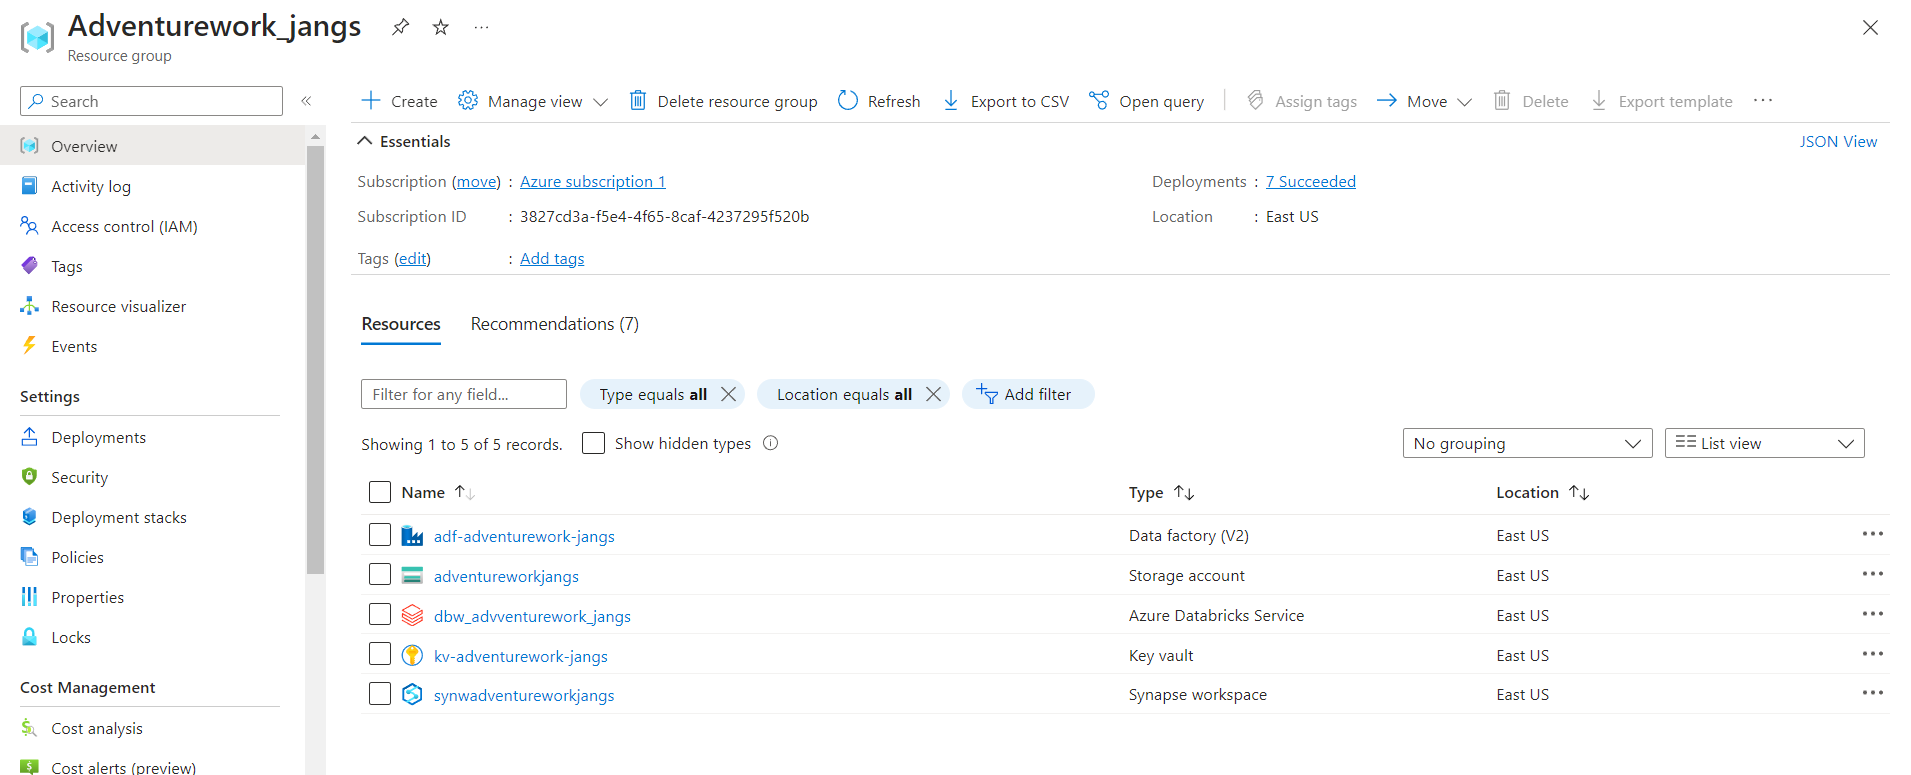 Adventurework_jangs
Resource group
Search
Create Manage view Delete resource group Refresh Export to CSV Open query Assign tags Move Delete Export template
Overview
Activity log
Access control (IAM)
Tags
Resource visualizer
Events
Settings
Deployments
Security
Deployment stacks
Policies
Properties
Locks
Cost Management
Cost analysis
Cost alerts (preview)
Essentials JSON View
Subscription (move) : Azure subscription 1 Deployments : 7 Succeeded
Subscription ID : 3827cd3a-f5e4-4f65-8caf-4237295f520b Location : East US
Tags (edit) : Add tags
Resources Recommendations (7)
Filter for any field... Type equals all Location equals all Add filter
Showing 1 to 5 of 5 records. Show hidden types No grouping List view
Name Type Location
adf-adventurework-jangs Data factory (V2) East US
adventureworkjangs Storage account East US
dbw_advventurework_jangs Azure Databricks Service East US
kv-adventurework-jangs Key vault East US
synwadventureworkjangs Synapse workspace East US